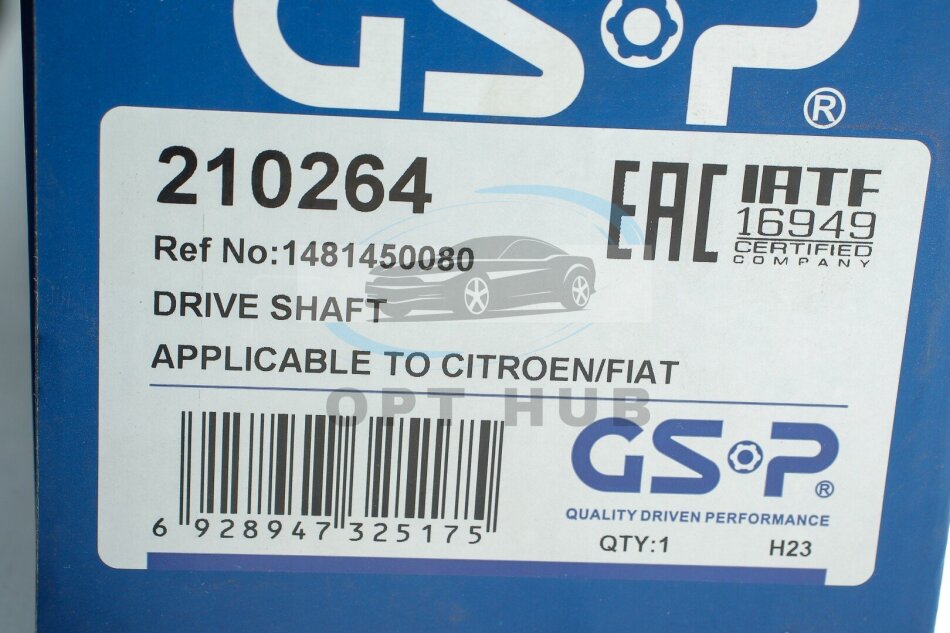 GSP®
210264
Ref No:1481450080
DRIVE SHAFT
APPLICABLE TO CITROEN/FIAT
EAC
IATF
16949
CERTIFIED
COMPANY
OPT HUB
6 928947 325175
GSP®
QUALITY DRIVEN PERFORMANCE
QTY:1 H23